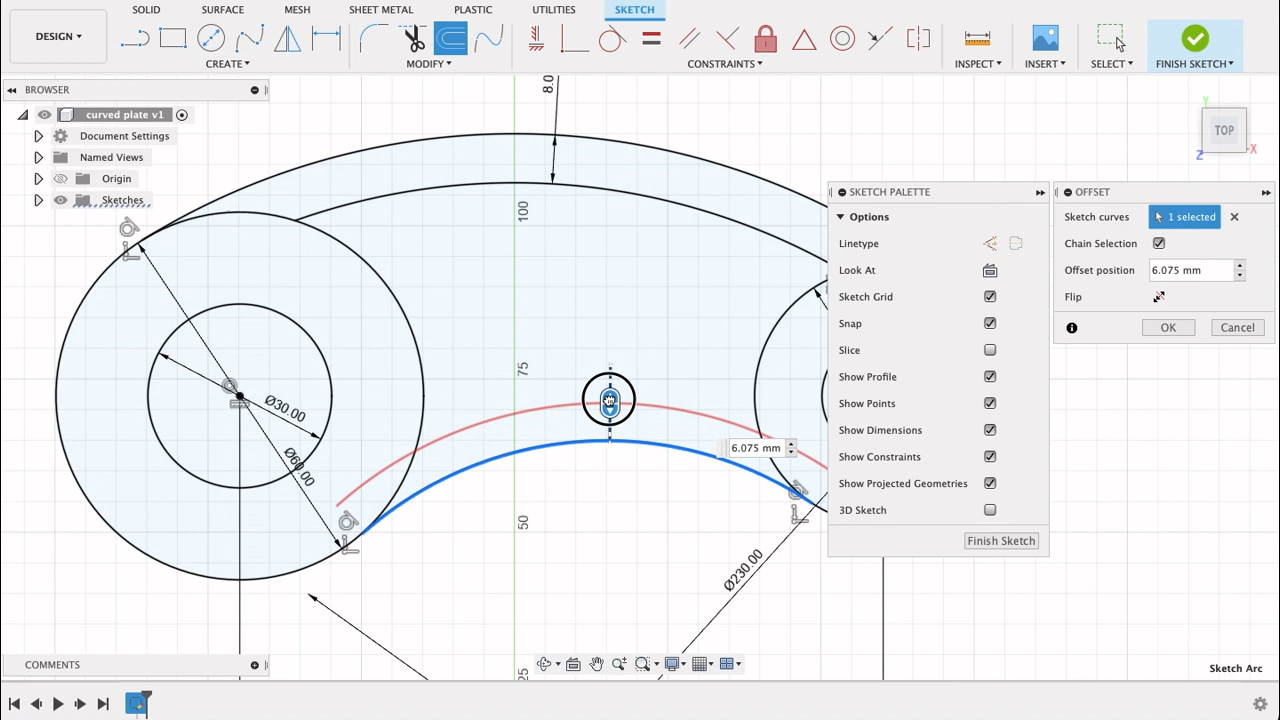 SOLID SURFACE MESH SHEET METAL PLASTIC UTILITIES SKETCH
DESIGN
CREATE MODIFY CONSTRAINTS INSPECT INSERT SELECT FINISH SKETCH
BROWSER
curved plate v1
Document Settings
Named Views
Origin
Sketches
8.0
100
75
50
25
Ø30.00
Ø60.00
Ø230.00
6.075 mm
TOP
Y
X
Z
SKETCH PALETTE
Options
Linetype
Look At
Sketch Grid
Snap
Slice
Show Profile
Show Points
Show Dimensions
Show Constraints
Show Projected Geometries
3D Sketch
Finish Sketch
OFFSET
Sketch curves 1 selected
Chain Selection
Offset position 6.075 mm
Flip
OK Cancel
COMMENTS
Sketch Arc